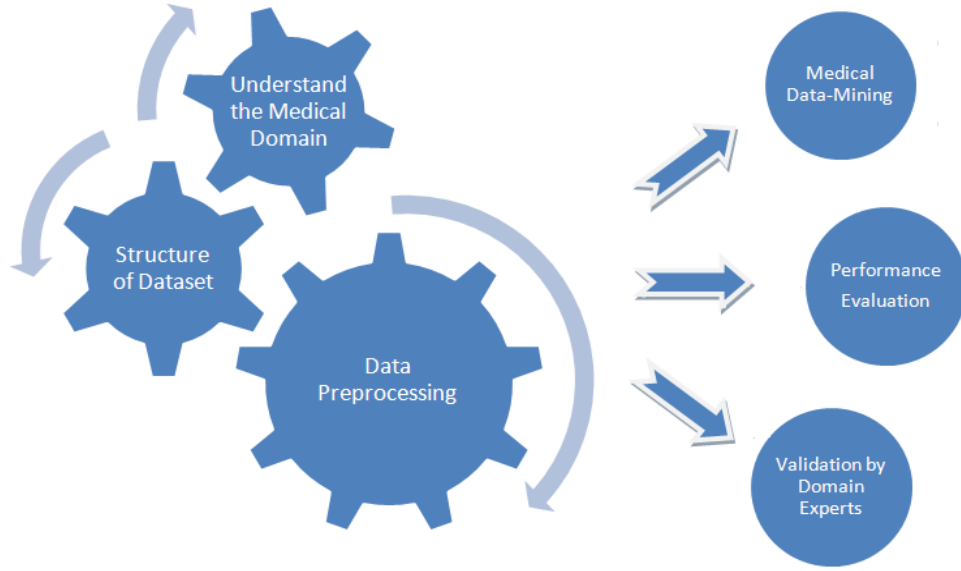 Understand
the Medical
Domain
Structure
of Dataset
Data
Preprocessing
Medical
Data-Mining
Performance
Evaluation
Validation by
Domain
Experts